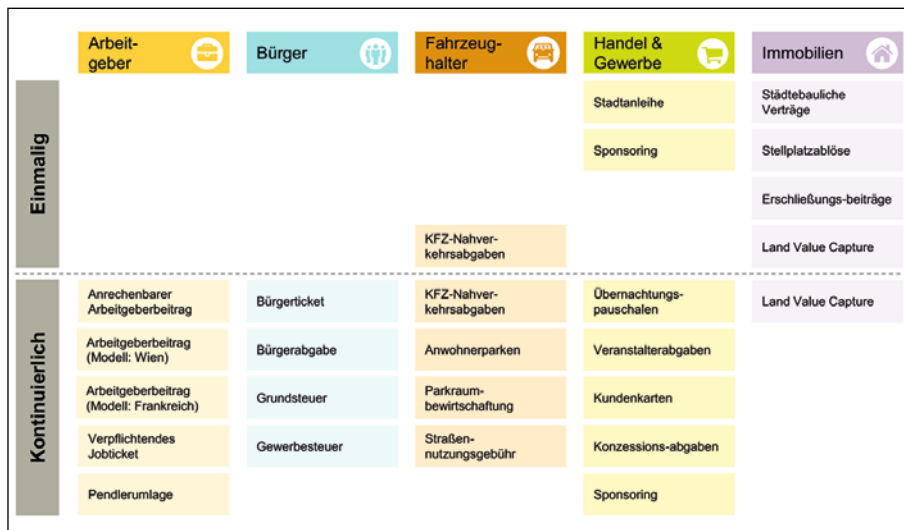 Arbeit-
geber
Bürger
Fahrzeug-
halter
Handel &
Gewerbe
Immobilien
Einmalig
Stadtanleihe
Städtebauliche
Verträge
Sponsoring
Stellplatzablöse
Erschließungs-beiträge
KFZ-Nahver-
kehrsabgaben
Land Value Capture
Kontinuierlich
Anrechenbarer
Arbeitgeberbeitrag
Bürgerticket
KFZ-Nahver-
kehrsabgaben
Übernachtungs-
pauschalen
Land Value Capture
Arbeitgeberbeitrag
(Modell: Wien)
Bürgerabgabe
Anwohnerparken
Veranstalterabgaben
Arbeitgeberbeitrag
(Modell: Frankreich)
Grundsteuer
Parkraum-
bewirtschaftung
Kundenkarten
Verpflichtendes
Jobticket
Gewerbesteuer
Straßen-
nutzungsgebühr
Konzessions-abgaben
Pendlerumlage
Sponsoring